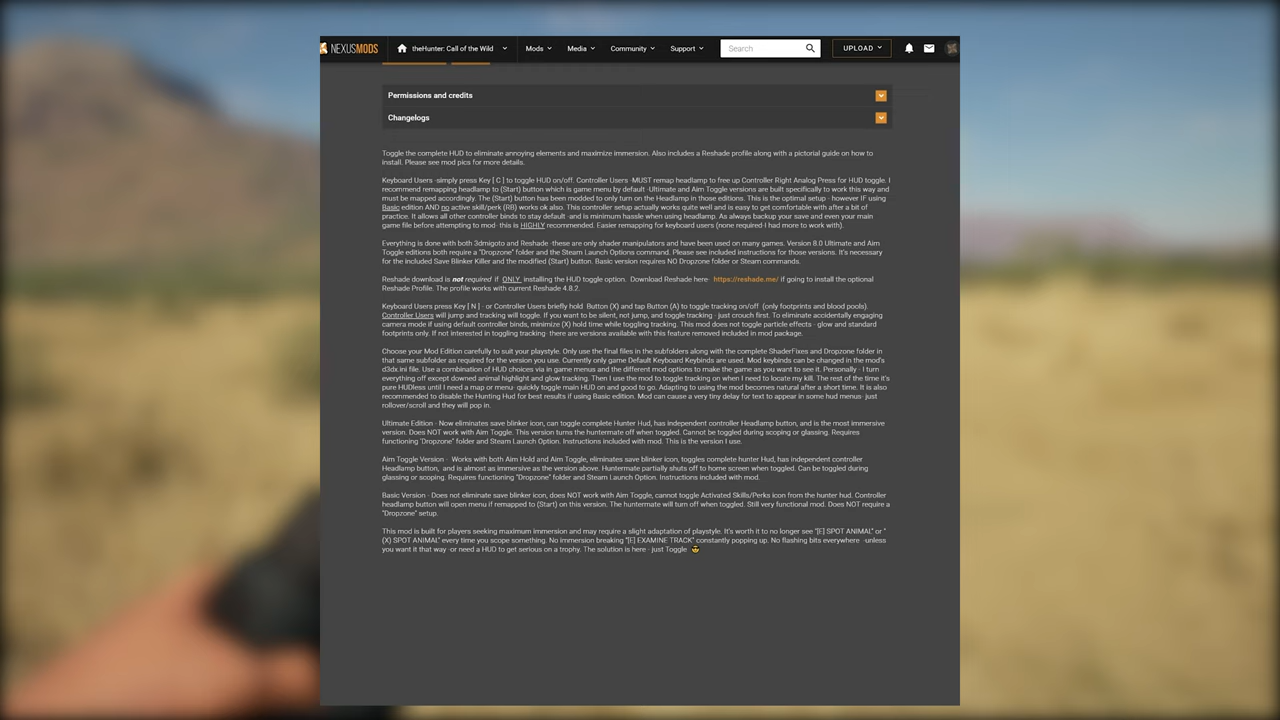 NEXUSMODS
theHunter: Call of the Wild
Mods
Media
Community
Support
Search
UPLOAD
Permissions and credits
Changelogs
Toggle the complete HUD to eliminate annoying elements and maximize immersion. Also includes a Reshade profile along with a pictorial guide on how to
install. Please see mod pics for more details.
Keyboard Users -simply press Key [ C ] to toggle HUD on/off. Controller Users -MUST remap headlamp to free up Controller Right Analog Press for HUD toggle. I
recommend remapping headlamp to (Start) button which is game menu by default -Ultimate and Aim Toggle versions are built specifically to work this way and
must be mapped accordingly. The (Start) button has been modded to only turn on the Headlamp in those editions. This is the optimal setup - however IF using
Basic edition AND no active skill/perk (RB) works ok also. This controller setup actually works quite well and is easy to get comfortable with after a bit of
practice. It allows all other controller binds to stay default -and is minimum hassle when using headlamp. As always backup your save and even your main
game file before attempting to mod- this is HIGHLY recommended. Easier remapping for keyboard users (none required-I had more to work with).
Everything is done with both 3dmigoto and Reshade -these are only shader manipulators and have been used on many games. Version 8.0 Ultimate and Aim
Toggle editions both require a "Dropzone" folder and the Steam Launch Options command. Please see included instructions for those versions. It's necessary
for the included Save Blinker Killer and the modified (Start) button. Basic version requires NO Dropzone folder or Steam commands.
Reshade download is not required if ONLY installing the HUD toggle option. Download Reshade here- https://reshade.me/ if going to install the optional
Reshade Profile. The profile works with current Reshade 4.8.2.
Keyboard Users press Key [ N ] - or Controller Users briefly hold Button (X) and tap Button (A) to toggle tracking on/off (only footprints and blood pools).
Controller Users will jump and tracking will toggle. If you want to be silent, not jump, and toggle tracking - just crouch first. To eliminate accidentally engaging
camera mode if using default controller binds, minimize (X) hold time while toggling tracking. This mod does not toggle particle effects - glow and standard
footprints only. If not interested in toggling tracking- there are versions available with this feature removed included in mod package.
Choose your Mod Edition carefully to suit your playstyle. Only use the final files in the subfolders along with the complete ShaderFixes and Dropzone folder in
that same subfolder as required for the version you use. Currently only game Default Keyboard Keybinds are used. Mod keybinds can be changed in the mod's
d3dx.ini file. Use a combination of HUD choices via in game menus and the different mod options to make the game as you want to see it. Personally - I turn
everything off except downed animal highlight and glow tracking. Then I use the mod to toggle tracking on when I need to locate my kill. The rest of the time it's
pure HUDless until I need a map or menu- quickly toggle main HUD on and good to go. Adapting to using the mod becomes natural after a short time. It is also
recommended to disable the Hunting Hud for best results if using Basic edition. Mod can cause a very tiny delay for text to appear in some hud menus- just
rollover/scroll and they will pop in.
Ultimate Edition - Now eliminates save blinker icon, can toggle complete Hunter Hud, has independent controller Headlamp button, and is the most immersive
version. Does NOT work with Aim Toggle. This version turns the huntermate off when toggled. Cannot be toggled during scoping or glassing. Requires
functioning "Dropzone" folder and Steam Launch Option. Instructions included with mod. This is the version I use.
Aim Toggle Version - Works with both Aim Hold and Aim Toggle, eliminates save blinker icon, toggles complete hunter Hud, has independent controller
Headlamp button, and is almost as immersive as the version above. Huntermate partially shuts off to home screen when toggled. Can be toggled during
glassing or scoping. Requires functioning "Dropzone" folder and Steam Launch Option. Instructions included with mod.
Basic Version - Does not eliminate save blinker icon, does NOT work with Aim Toggle, cannot toggle Activated Skills/Perks icon from the hunter hud. Controller
headlamp button will open menu if remapped to (Start) on this version. The huntermate will turn off when toggled. Still very functional mod. Does NOT require a
"Dropzone" setup.
This mod is built for players seeking maximum immersion and may require a slight adaptation of playstyle. It's worth it to no longer see "[E] SPOT ANIMAL" or "
(X) SPOT ANIMAL" every time you scope something. No immersion breaking "[E] EXAMINE TRACK" constantly popping up. No flashing bits everywhere -unless
you want it that way -or need a HUD to get serious on a trophy. The solution is here - just Toggle 😎